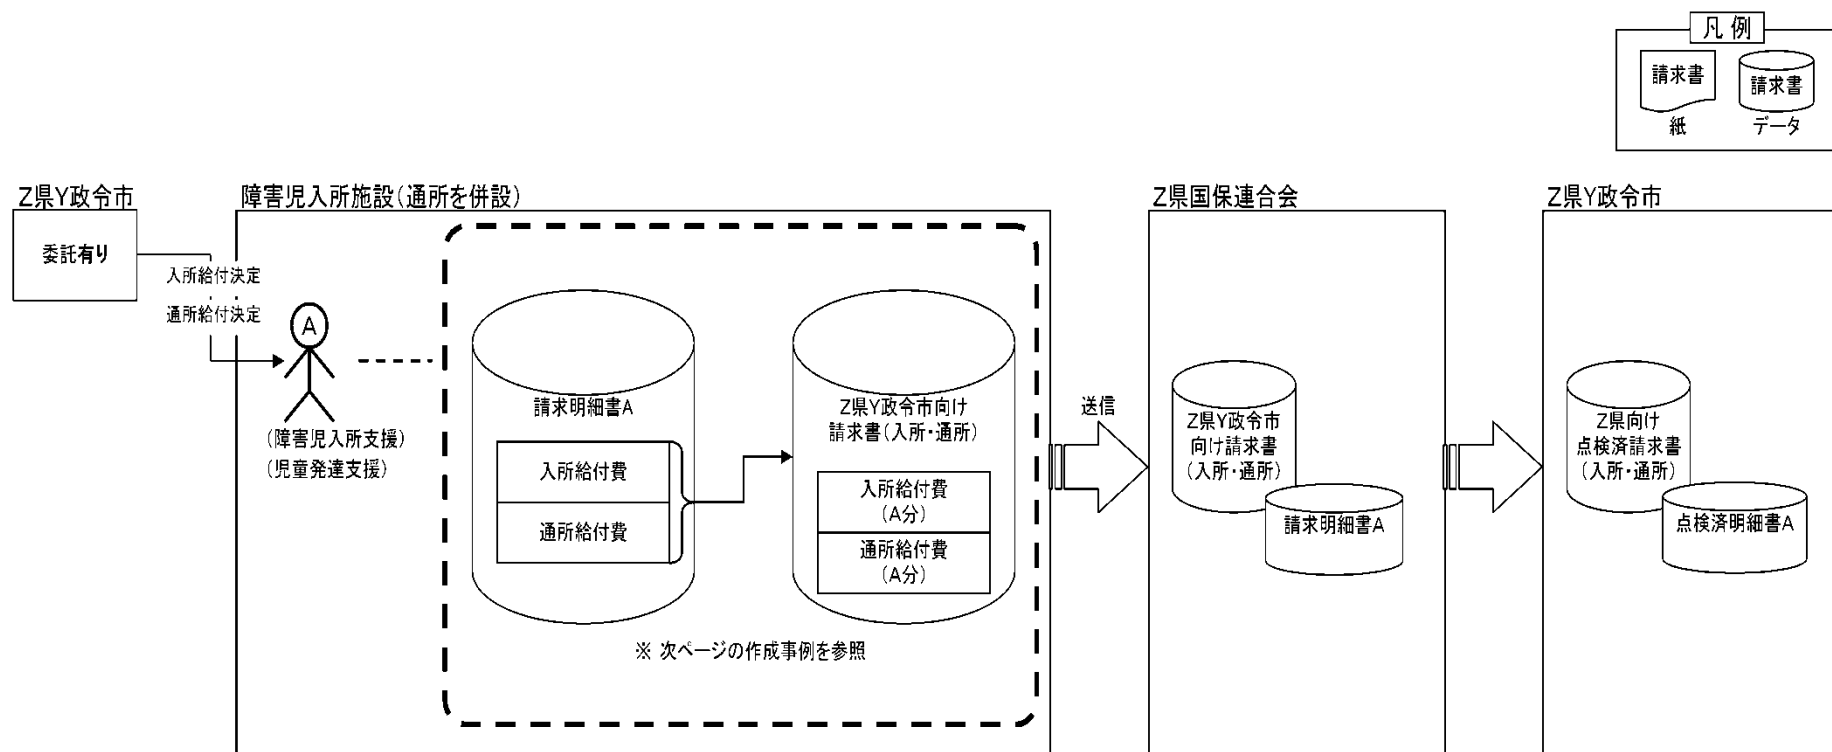 凡例
請求書
請求書
紙
データ
Z県Y政令市
委託有り
入所給付決定
通所給付決定
障害児入所施設(通所を併設)
A
(障害児入所支援)
(児童発達支援)
請求明細書A
入所給付費
通所給付費
Z県Y政令市向け
請求書(入所・通所)
入所給付費
(A分)
通所給付費
(A分)
※ 次ページの作成事例を参照
送信
Z県国保連合会
Z県Y政令市
向け請求書
(入所・通所)
請求明細書A
Z県Y政令市
Z県向け
点検済請求書
(入所・通所)
点検済明細書A